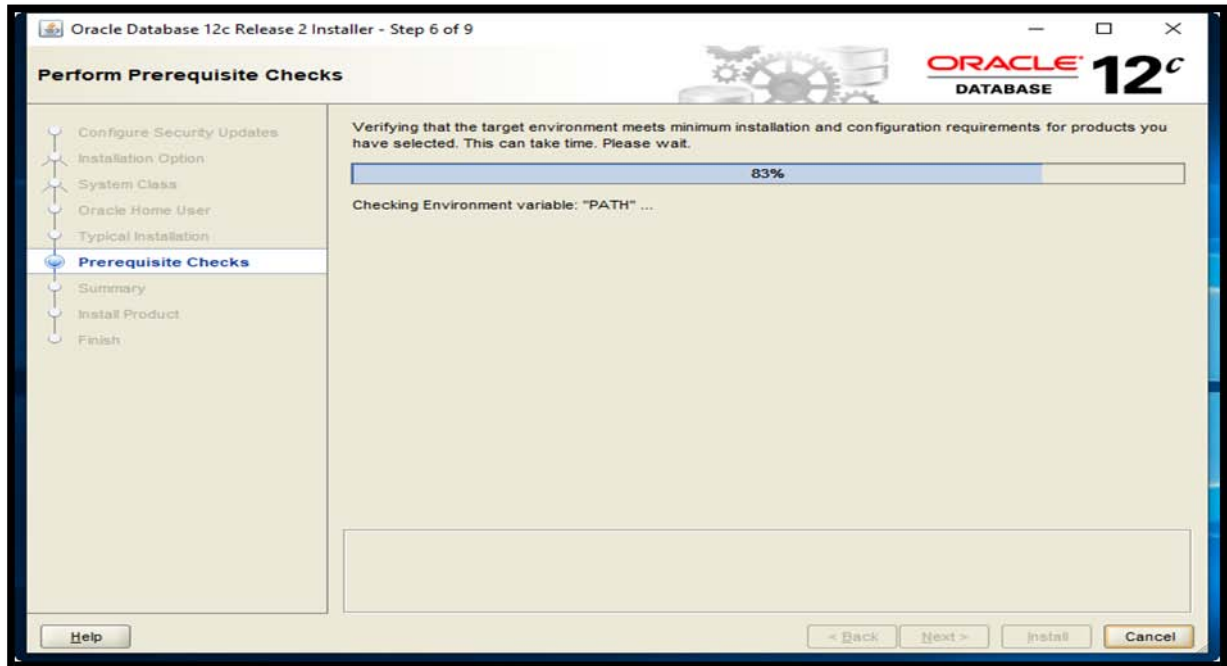 Oracle Database 12c Release 2 Installer - Step 6 of 9
Perform Prerequisite Checks
ORACLE
DATABASE
12c
Configure Security Updates
Installation Option
System Class
Oracle Home User
Typical Installation
Prerequisite Checks
Summary
Install Product
Finish
Verifying that the target environment meets minimum installation and configuration requirements for products you
have selected. This can take time. Please wait.
83%
Checking Environment variable: "PATH" ...
Help
< Back
Next >
Install
Cancel